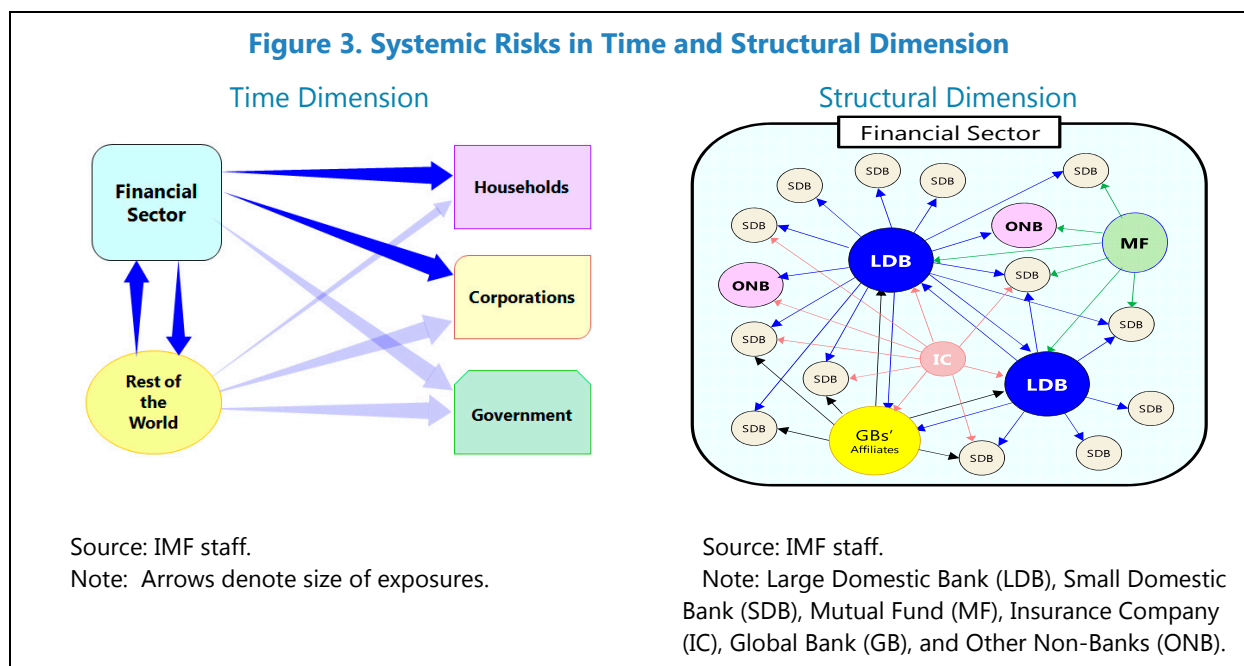 Figure 3. Systemic Risks in Time and Structural Dimension
Time Dimension
Financial
Sector
Households
Corporations
Rest of
the
World
Government
Source: IMF staff.
Note: Arrows denote size of exposures.
Structural Dimension
Financial Sector
SDB
SDB
SDB
SDB
SDB
SDB
ONB
MF
LDB
SDB
ONB
SDB
SDB
IC
SDB
LDB
SDB
SDB
GBs'
Affiliates
SDB
SDB
SDB
Source: IMF staff.
Note: Large Domestic Bank (LDB), Small Domestic
Bank (SDB), Mutual Fund (MF), Insurance Company
(IC), Global Bank (GB), and Other Non-Banks (ONB).